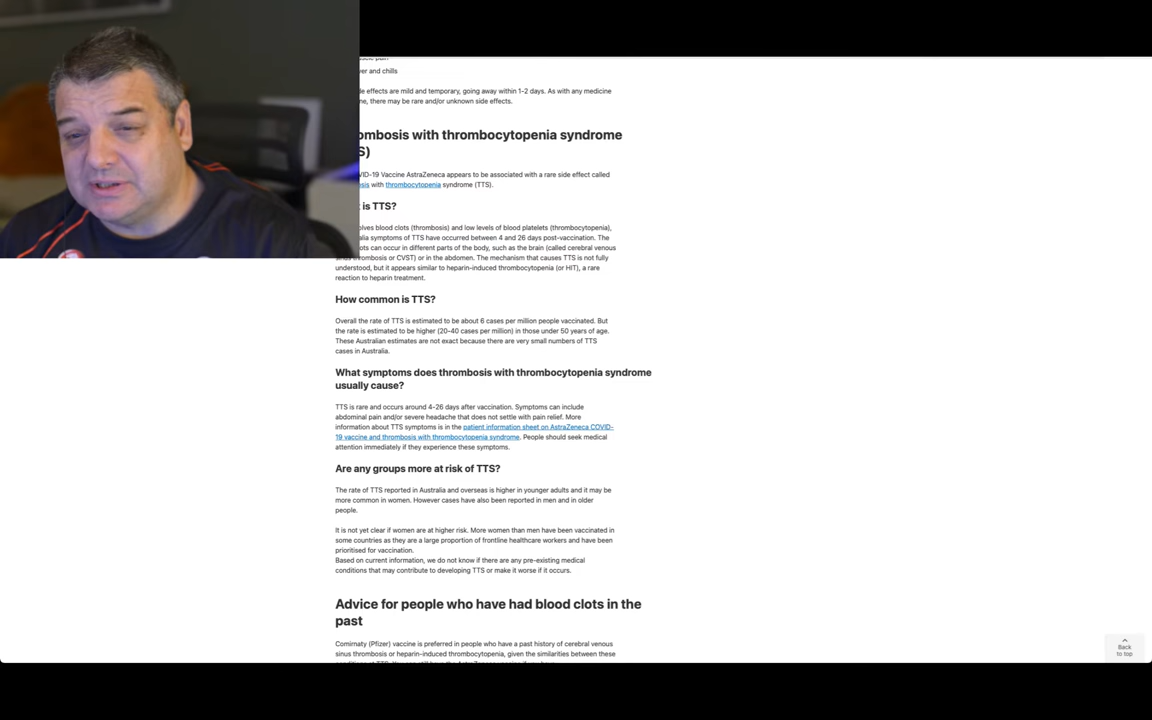 er and chills
e effects are mild and temporary, going away within 1-2 days. As with any medicine
ne, there may be rare and/or unknown side effects.
ombosis with thrombocytopenia syndrome
S)
VID-19 Vaccine AstraZeneca appears to be associated with a rare side effect called
sis with thrombocytopenia syndrome (TTS).
is TTS?
olves blood clots (thrombosis) and low levels of blood platelets (thrombocytopenia),
alia symptoms of TTS have occurred between 4 and 26 days post-vaccination. The
ots can occur in different parts of the body, such as the brain (called cerebral venous
sinus thrombosis or CVST) or in the abdomen. The mechanism that causes TTS is not fully
understood, but it appears similar to heparin-induced thrombocytopenia (or HIT), a rare
reaction to heparin treatment.
How common is TTS?
Overall the rate of TTS is estimated to be about 6 cases per million people vaccinated. But
the rate is estimated to be higher (20-40 cases per million) in those under 50 years of age.
These Australian estimates are not exact because there are very small numbers of TTS
cases in Australia.
What symptoms does thrombosis with thrombocytopenia syndrome
usually cause?
TTS is rare and occurs around 4-26 days after vaccination. Symptoms can include
abdominal pain and/or severe headache that does not settle with pain relief. More
information about TTS symptoms is in the patient information sheet on AstraZeneca COVID-
19 vaccine and thrombosis with thrombocytopenia syndrome. People should seek medical
attention immediately if they experience these symptoms.
Are any groups more at risk of TTS?
The rate of TTS reported in Australia and overseas is higher in younger adults and it may be
more common in women. However cases have also been reported in men and in older
people.
It is not yet clear if women are at higher risk. More women than men have been vaccinated in
some countries as they are a large proportion of frontline healthcare workers and have been
prioritised for vaccination.
Based on current information, we do not know if there are any pre-existing medical
conditions that may contribute to developing TTS or make it worse if it occurs.
Advice for people who have had blood clots in the
past
Comirnaty (Pfizer) vaccine is preferred in people who have a past history of cerebral venous
sinus thrombosis or heparin-induced thrombocytopenia, given the similarities between these
Back
to top